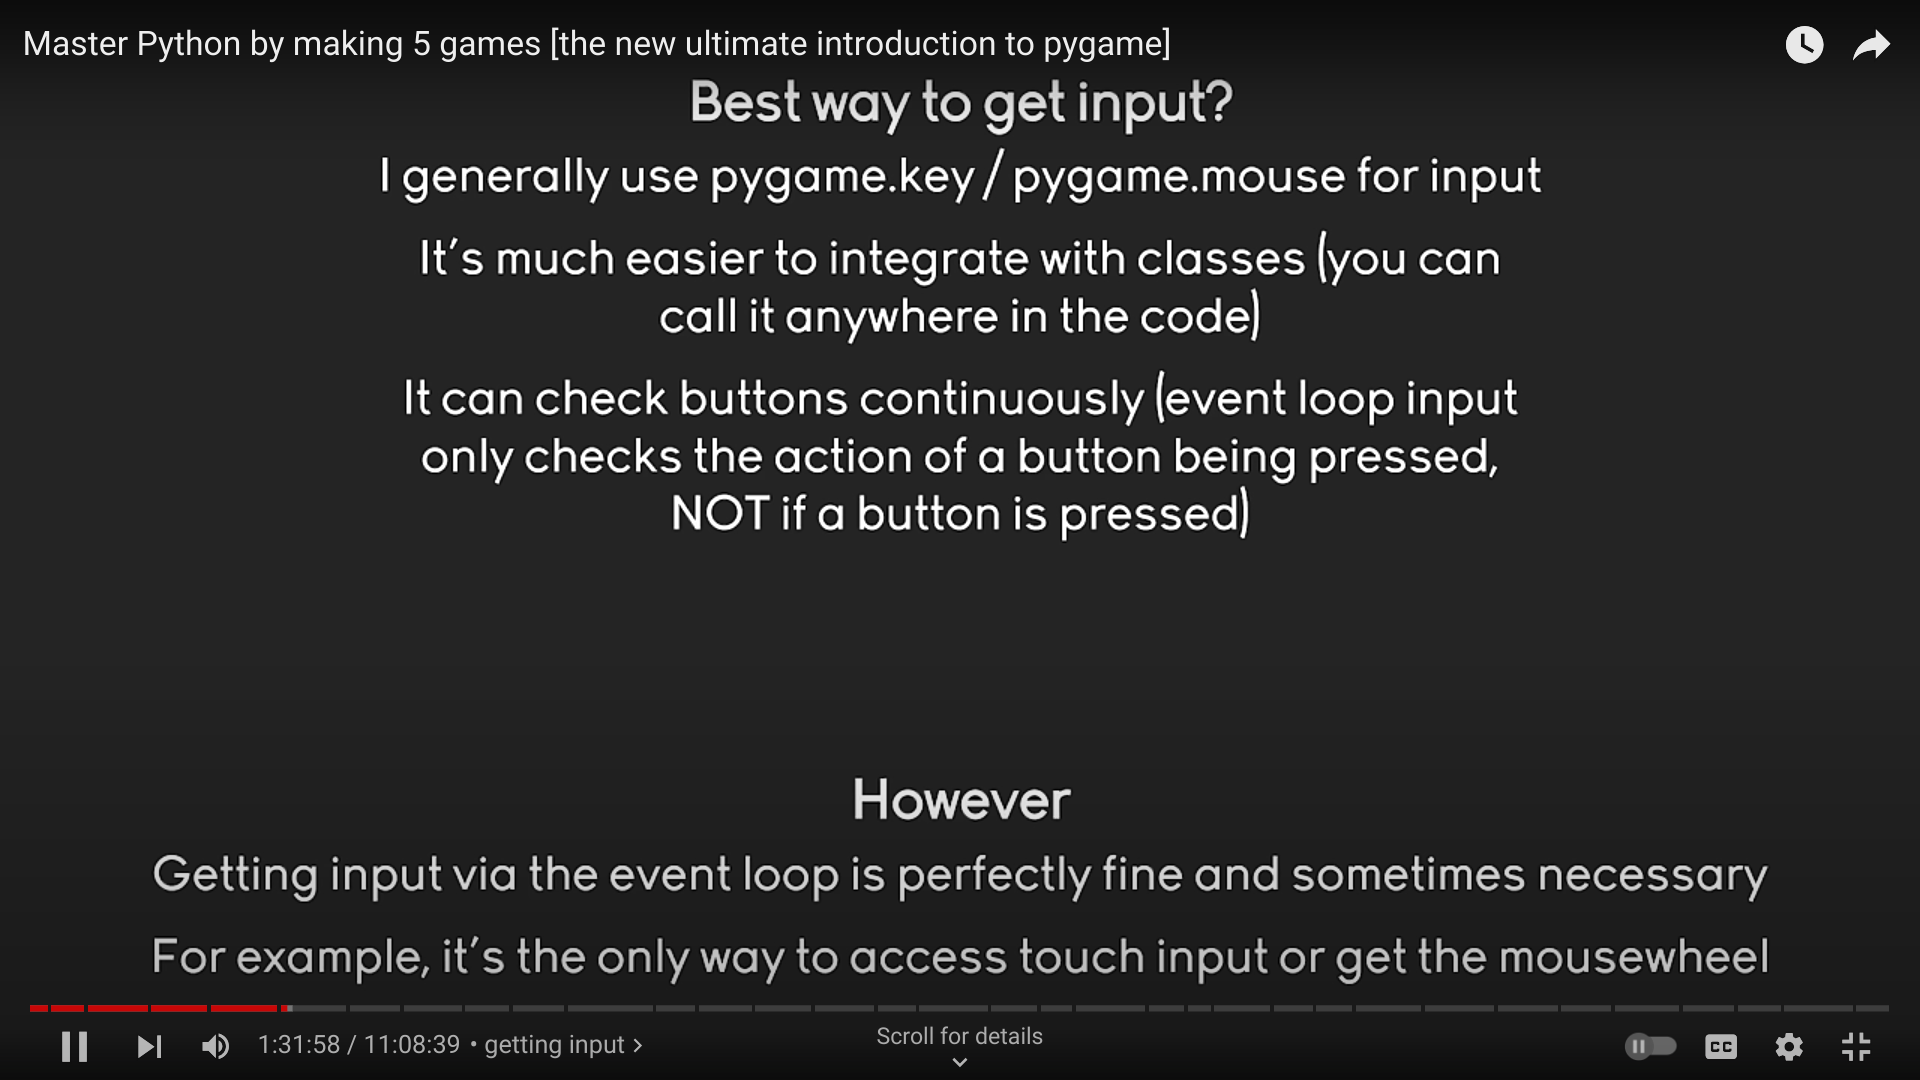 Master Python by making 5 games [the new ultimate introduction to pygame]
Best way to get input?
I generally use pygame.key / pygame.mouse for input
It's much easier to integrate with classes (you can
call it anywhere in the code)
It can check buttons continuously (event loop input
only checks the action of a button being pressed,
NOT if a button is pressed)
However
Getting input via the event loop is perfectly fine and sometimes necessary
For example, it's the only way to access touch input or get the mousewheel
1:31:58 / 11:08:39 • getting input ›
Scroll for details
CC